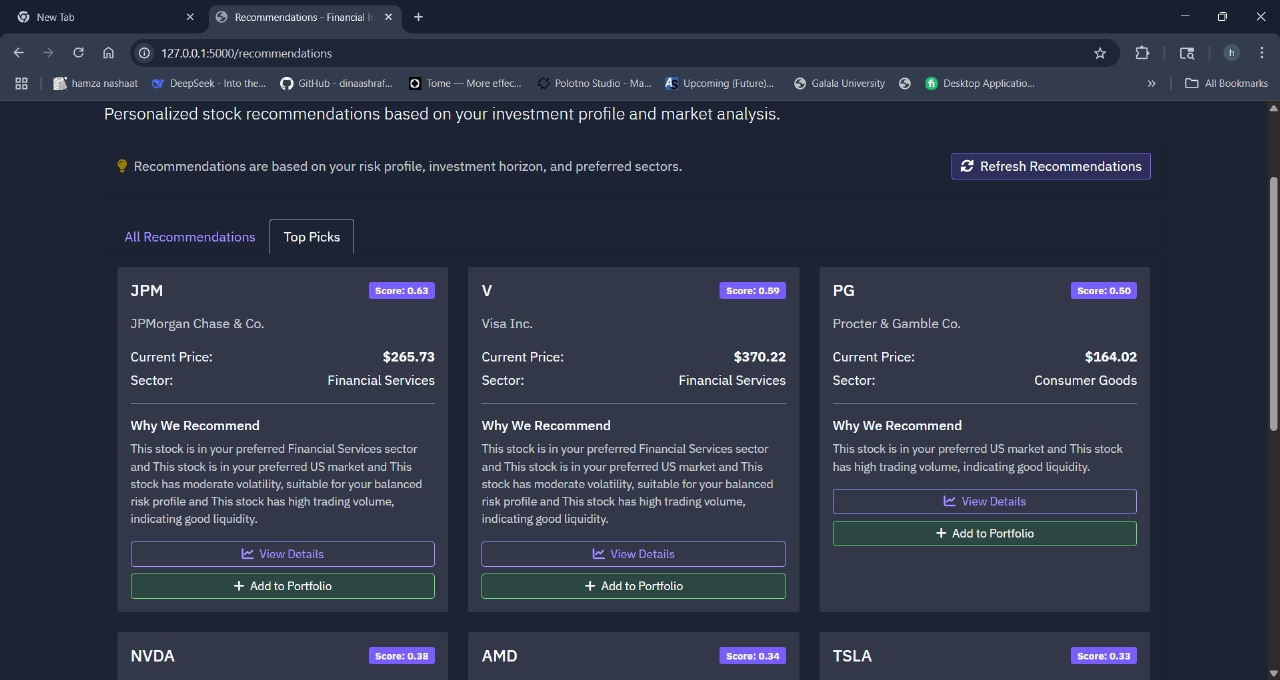 New Tab
Recommendations - Financial I
127.0.0.1:5000/recommendations
h
hamza nashaat
DeepSeek - Into the...
GitHub - dinaashraf...
Tome — More effec...
Polotno Studio - Ma...
Upcoming (Future)...
Galala University
Desktop Applicatio...
»
All Bookmarks
Personalized stock recommendations based on your investment profile and market analysis.
Recommendations are based on your risk profile, investment horizon, and preferred sectors.
Refresh Recommendations
All Recommendations
Top Picks
JPM
Score: 0.63
JPMorgan Chase & Co.
Current Price:
$265.73
Sector:
Financial Services
Why We Recommend
This stock is in your preferred Financial Services sector
and This stock is in your preferred US market and This
stock has moderate volatility, suitable for your balanced
risk profile and This stock has high trading volume,
indicating good liquidity.
View Details
+ Add to Portfolio
V
Score: 0.59
Visa Inc.
Current Price:
$370.22
Sector:
Financial Services
Why We Recommend
This stock is in your preferred Financial Services sector
and This stock is in your preferred US market and This
stock has moderate volatility, suitable for your balanced
risk profile and This stock has high trading volume,
indicating good liquidity.
View Details
+ Add to Portfolio
PG
Score: 0.50
Procter & Gamble Co.
Current Price:
$164.02
Sector:
Consumer Goods
Why We Recommend
This stock is in your preferred US market and This stock
has high trading volume, indicating good liquidity.
View Details
+ Add to Portfolio
NVDA
Score: 0.38
AMD
Score: 0.34
TSLA
Score: 0.33